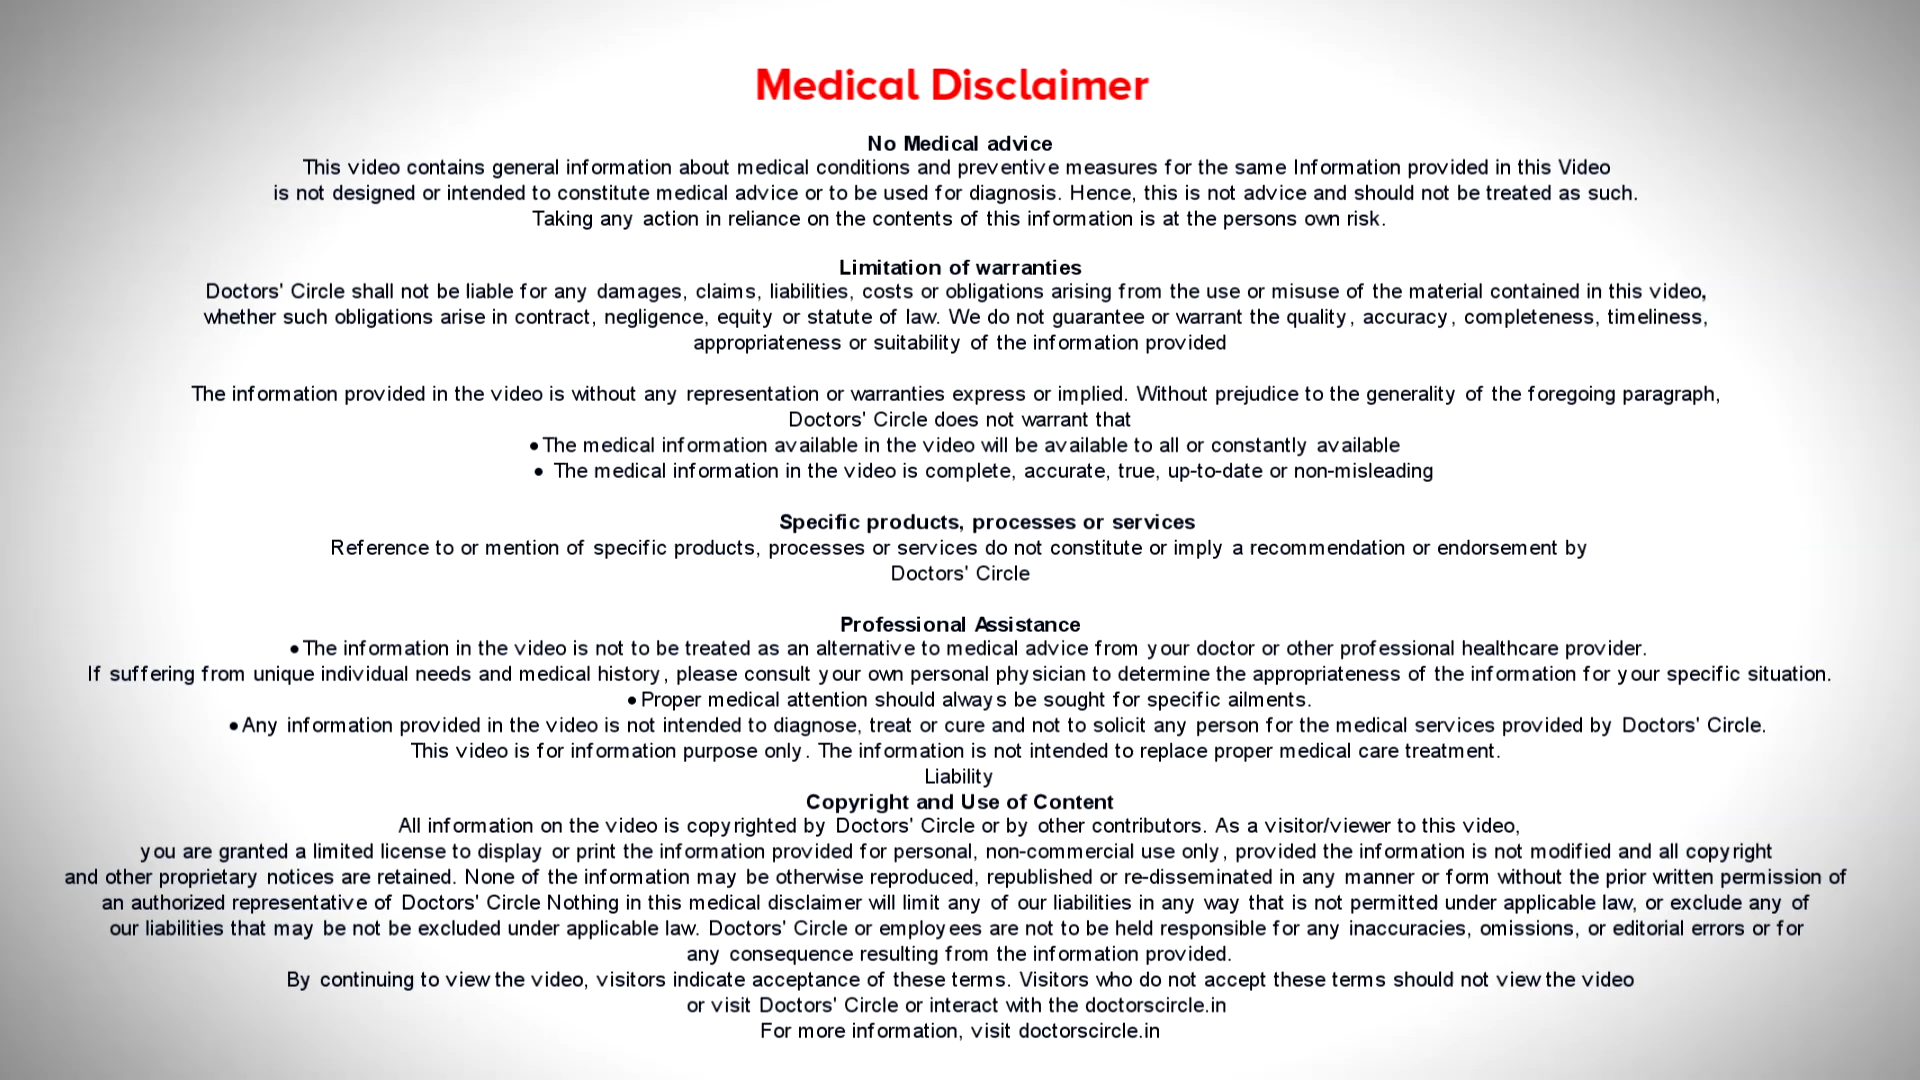 Medical Disclaimer
No Medical advice
This video contains general information about medical conditions and preventive measures for the same Information provided in this Video
is not designed or intended to constitute medical advice or to be used for diagnosis. Hence, this is not advice and should not be treated as such.
Taking any action in reliance on the contents of this information is at the persons own risk.
Limitation of warranties
Doctors' Circle shall not be liable for any damages, claims, liabilities, costs or obligations arising from the use or misuse of the material contained in this video,
whether such obligations arise in contract, negligence, equity or statute of law. We do not guarantee or warrant the quality, accuracy, completeness, timeliness,
appropriateness or suitability of the information provided
The information provided in the video is without any representation or warranties express or implied. Without prejudice to the generality of the foregoing paragraph,
Doctors' Circle does not warrant that
• The medical information available in the video will be available to all or constantly available
• The medical information in the video is complete, accurate, true, up-to-date or non-misleading
Specific products, processes or services
Reference to or mention of specific products, processes or services do not constitute or imply a recommendation or endorsement by
Doctors' Circle
Professional Assistance
• The information in the video is not to be treated as an alternative to medical advice from your doctor or other professional healthcare provider.
If suffering from unique individual needs and medical history, please consult your own personal physician to determine the appropriateness of the information for your specific situation.
• Proper medical attention should always be sought for specific ailments.
• Any information provided in the video is not intended to diagnose, treat or cure and not to solicit any person for the medical services provided by Doctors' Circle.
This video is for information purpose only. The information is not intended to replace proper medical care treatment.
Liability
Copyright and Use of Content
All information on the video is copyrighted by Doctors' Circle or by other contributors. As a visitor/viewer to this video,
you are granted a limited license to display or print the information provided for personal, non-commercial use only, provided the information is not modified and all copyright
and other proprietary notices are retained. None of the information may be otherwise reproduced, republished or re-disseminated in any manner or form without the prior written permission of
an authorized representative of Doctors' Circle Nothing in this medical disclaimer will limit any of our liabilities in any way that is not permitted under applicable law, or exclude any of
our liabilities that may be not be excluded under applicable law. Doctors' Circle or employees are not to be held responsible for any inaccuracies, omissions, or editorial errors or for
any consequence resulting from the information provided.
By continuing to view the video, visitors indicate acceptance of these terms. Visitors who do not accept these terms should not view the video
or visit Doctors' Circle or interact with the doctorscircle.in
For more information, visit doctorscircle.in